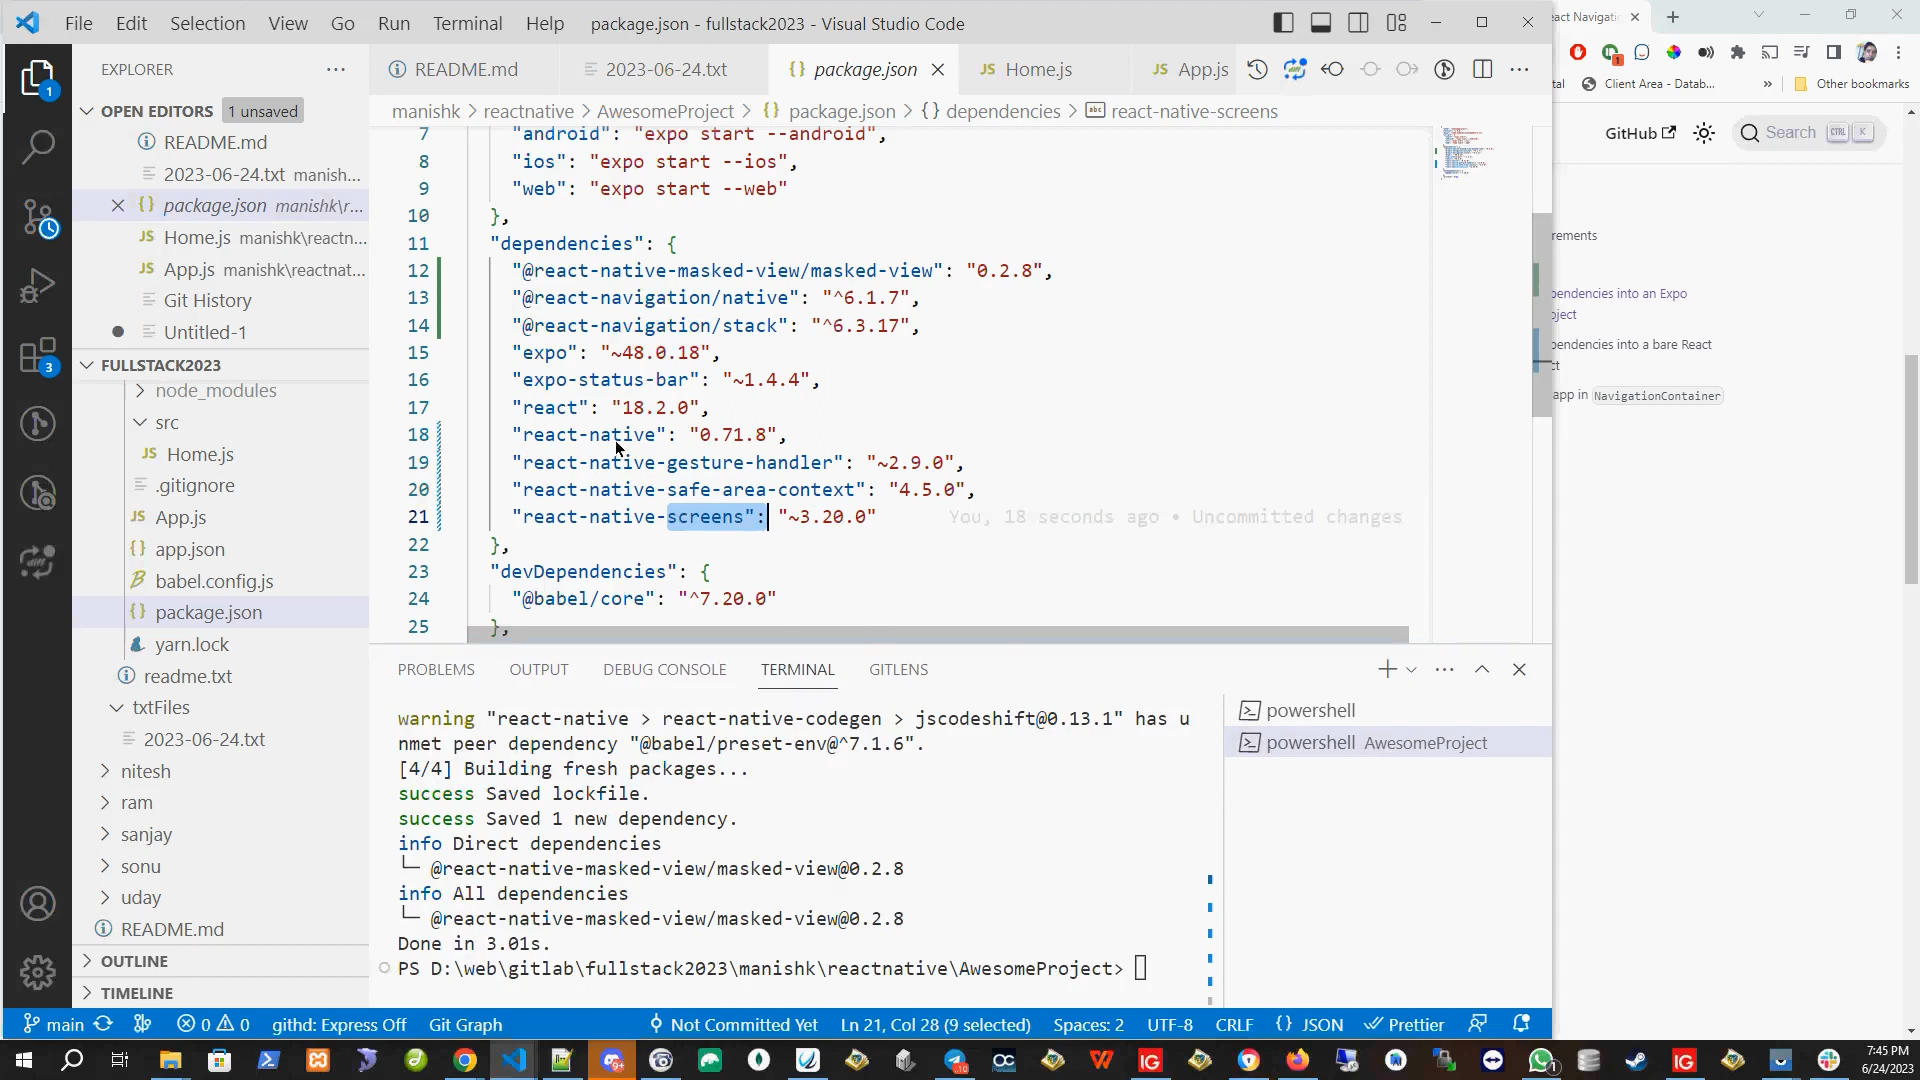 File Edit Selection View Go Run Terminal Help package.json - fullstack2023 - Visual Studio Code
EXPLORER
OPEN EDITORS 1 unsaved
README.md
2023-06-24.txt manish...
package.json manishk\r...
Home.js manishk\reactn...
App.js manishk\reactnat...
Git History
Untitled-1
FULLSTACK2023
node_modules
src
Home.js
.gitignore
App.js
app.json
babel.config.js
package.json
yarn.lock
readme.txt
txtFiles
2023-06-24.txt
nitesh
ram
sanjay
sonu
uday
README.md
OUTLINE
TIMELINE
README.md 2023-06-24.txt package.json Home.js App.js
manishk > reactnative > AwesomeProject > package.json > dependencies > react-native-screens
7 "android": "expo start --android",
8 "ios": "expo start --ios",
9 "web": "expo start --web"
10 },
11 "dependencies": {
12 "@react-native-masked-view/masked-view": "0.2.8",
13 "@react-navigation/native": "^6.1.7",
14 "@react-navigation/stack": "^6.3.17",
15 "expo": "~48.0.18",
16 "expo-status-bar": "~1.4.4",
17 "react": "18.2.0",
18 "react-native": "0.71.8",
19 "react-native-gesture-handler": "~2.9.0",
20 "react-native-safe-area-context": "4.5.0",
21 "react-native-screens": "~3.20.0" You, 18 seconds ago • Uncommitted changes
22 },
23 "devDependencies": {
24 "@babel/core": "^7.20.0"
25 },
PROBLEMS OUTPUT DEBUG CONSOLE TERMINAL GITLENS
warning "react-native > react-native-codegen > jscodeshift@0.13.1" has u
nmet peer dependency "@babel/preset-env@^7.1.6".
[4/4] Building fresh packages...
success Saved lockfile.
success Saved 1 new dependency.
info Direct dependencies
└─ @react-native-masked-view/masked-view@0.2.8
info All dependencies
└─ @react-native-masked-view/masked-view@0.2.8
Done in 3.01s.
PS D:\web\gitlab\fullstack2023\manishk\reactnative\AwesomeProject>
powershell
powershell AwesomeProject
main 0 0 githd: Express Off Git Graph Not Committed Yet Ln 21, Col 28 (9 selected) Spaces: 2 UTF-8 CRLF {} JSON Prettier
act Navigati
tal Client Area - Datab... » Other bookmarks
GitHub Search CTRL K
rements
pendencies into an Expo
oject
pendencies into a bare React
ct
app in NavigationContainer
7:45 PM
6/24/2023